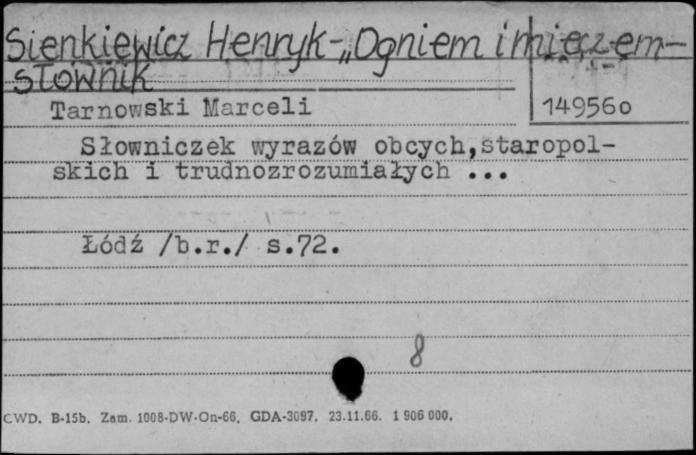 Sienkiewicz Henryk-„Ogniem i mieczem-
słownik
Tarnowski Marceli
149560
Słowniczek wyrazów obcych,staropol-
skich i trudnozrozumiałych ...
Łódź /b.r./ s.72.
8
CWD. B-15b. Zam. 1008-DW-On-66. GDA-3097. 23.11.66. 1 906 000.